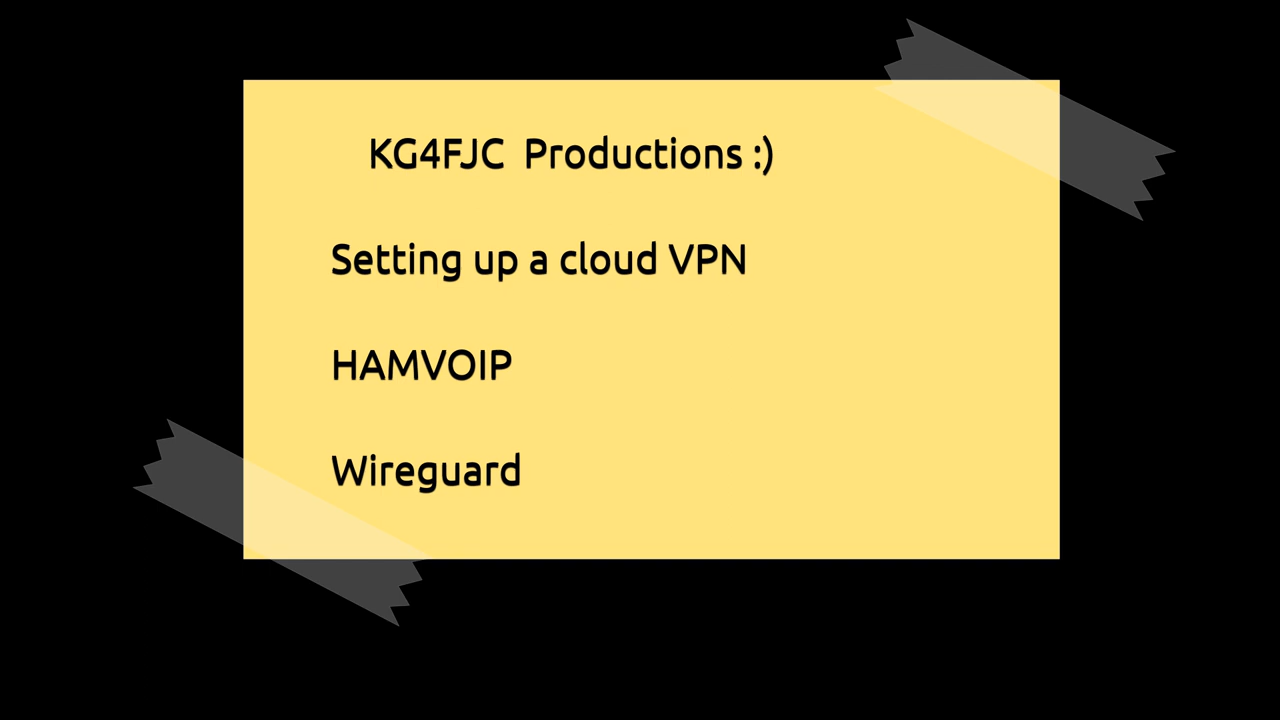 KG4FJC  Productions :)
Setting up a cloud VPN
HAMVOIP
Wireguard